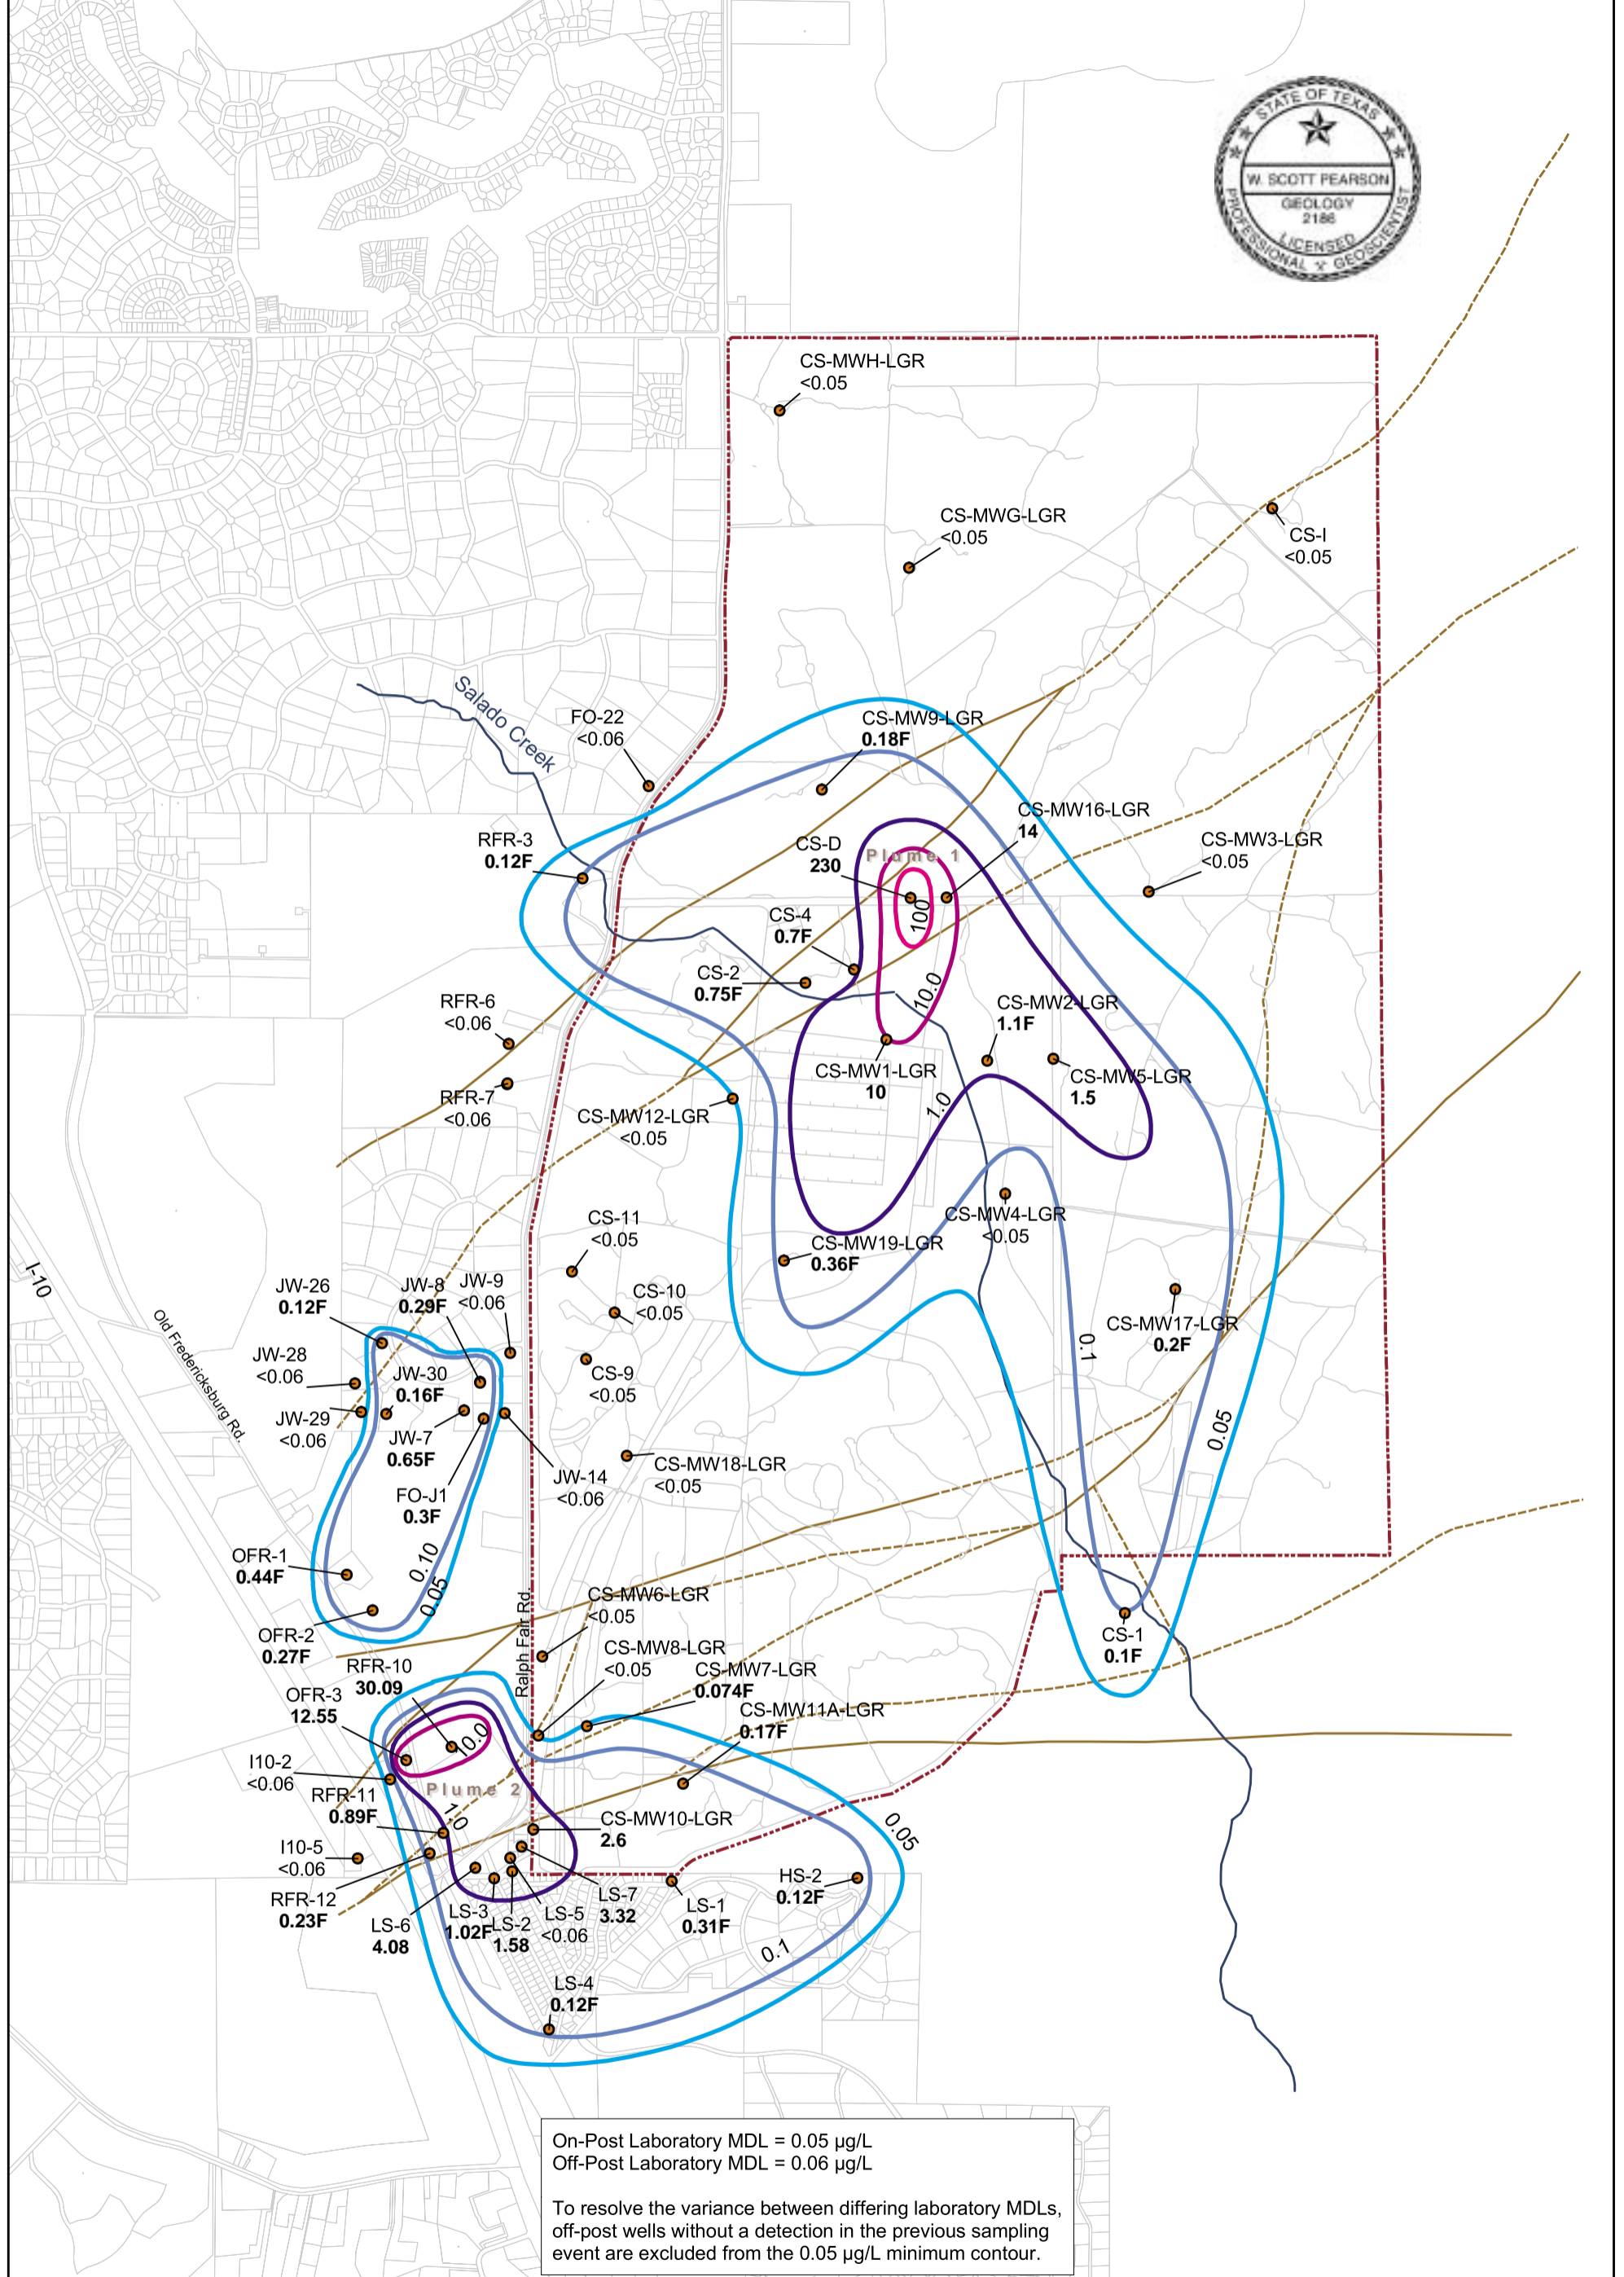 STATE OF TEXAS
W. SCOTT PEARSON
GEOLOGY
2186
LICENSED
PROFESSIONAL GEOSCIENTIST
CS-MWH-LGR
<0.05
CS-MWG-LGR
<0.05
CS-I
<0.05
Salado Creek
FO-22
<0.06
CS-MW9-LGR
0.18F
CS-MW16-LGR
14
RFR-3
0.12F
CS-D
230
Plume 1
CS-MW3-LGR
<0.05
100
CS-4
0.7F
CS-2
0.75F
10.0
RFR-6
<0.06
CS-MW2-LGR
1.1F
CS-MW1-LGR
10
CS-MW5-LGR
1.5
RFR-7
<0.06
CS-MW12-LGR
<0.05
1.0
CS-11
<0.05
CS-MW4-LGR
<0.05
CS-MW19-LGR
0.36F
I-10
JW-26
0.12F
JW-8
0.29F
JW-9
<0.06
CS-10
<0.05
Old Fredericksburg Rd.
CS-MW17-LGR
0.2F
0.1
JW-28
<0.06
JW-30
0.16F
CS-9
<0.05
JW-29
<0.06
JW-7
0.65F
0.05
CS-MW18-LGR
<0.05
JW-14
<0.06
FO-J1
0.3F
OFR-1
0.44F
0.10
0.05
Ralph Fair Rd.
CS-MW6-LGR
<0.05
OFR-2
0.27F
CS-1
0.1F
CS-MW8-LGR
<0.05
RFR-10
30.09
CS-MW7-LGR
0.074F
OFR-3
12.55
CS-MW11A-LGR
0.17F
10.0
I10-2
<0.06
Plume 2
RFR-11
0.89F
1.0
CS-MW10-LGR
2.6
0.05
I10-5
<0.06
HS-2
0.12F
RFR-12
0.23F
LS-7
3.32
LS-1
0.31F
LS-6
4.08
LS-3
1.02F
LS-2
1.58
LS-5
<0.06
0.1
LS-4
0.12F
On-Post Laboratory MDL = 0.05 µg/L
Off-Post Laboratory MDL = 0.06 µg/L
To resolve the variance between differing laboratory MDLs,
off-post wells without a detection in the previous sampling
event are excluded from the 0.05 µg/L minimum contour.